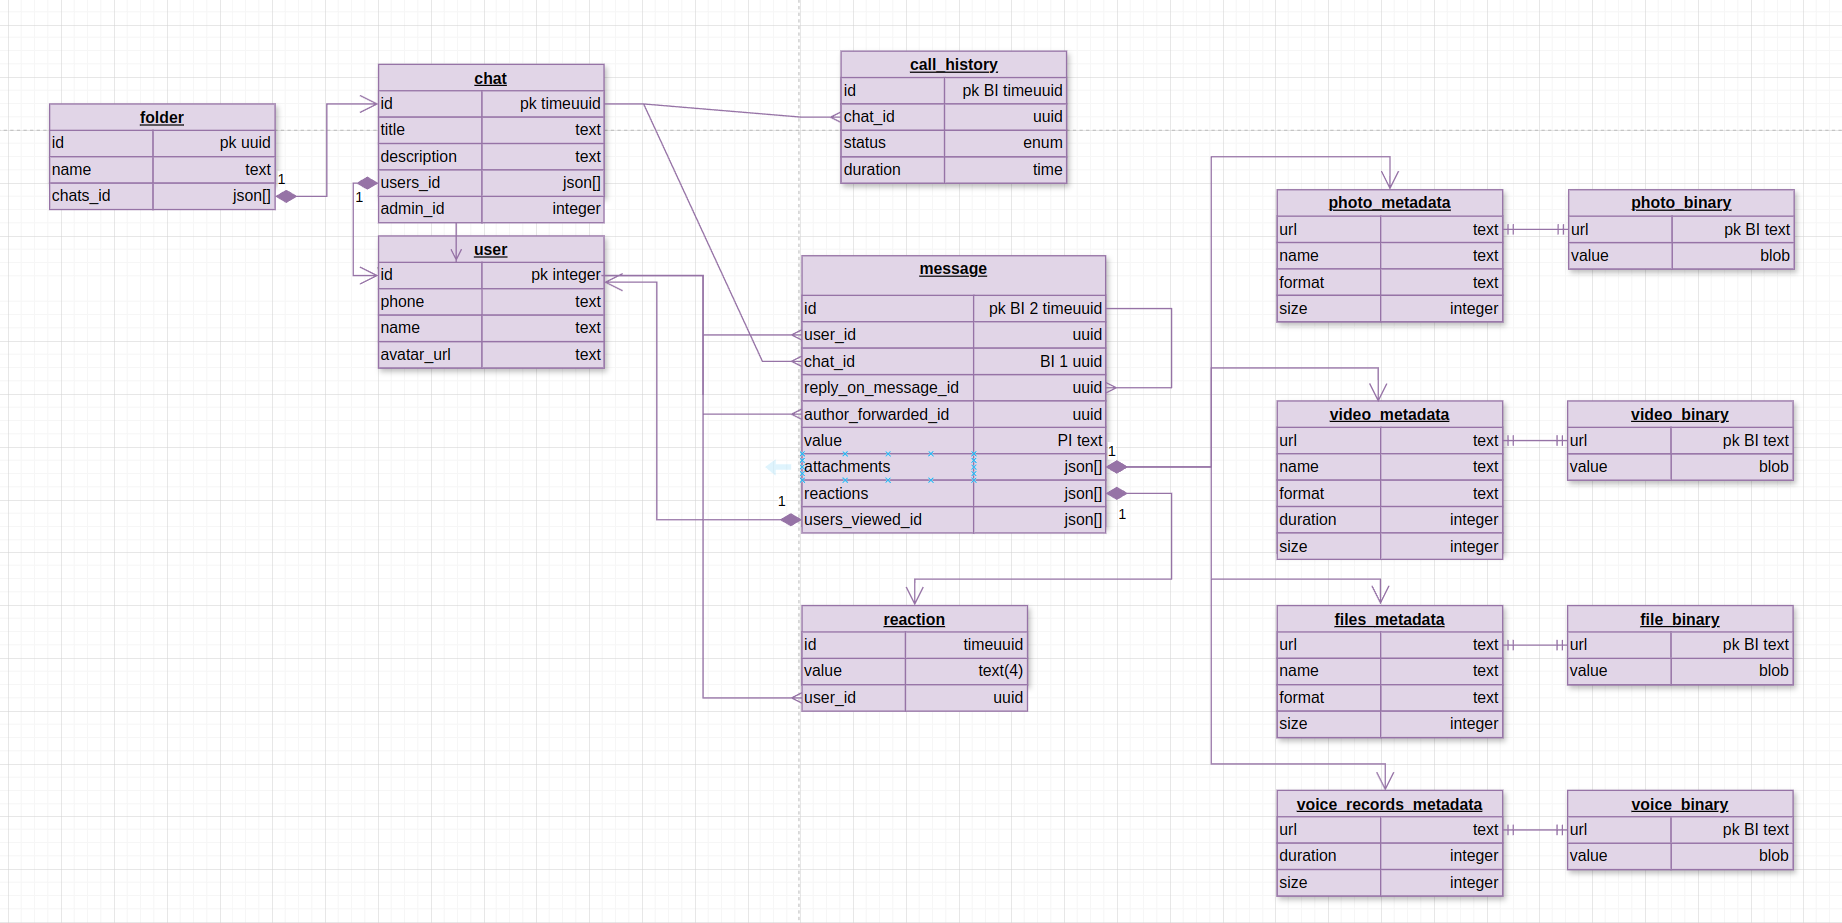 folder
id pk uuid
name text
chats_id json[]
1
chat
id pk timeuuid
title text
description text
users_id json[]
admin_id integer
1
user
id pk integer
phone text
name text
avatar_url text
call_history
id pk BI timeuuid
chat_id uuid
status enum
duration time
message
id pk BI 2 timeuuid
user_id uuid
chat_id BI 1 uuid
reply_on_message_id uuid
author_forwarded_id uuid
value PI text
attachments json[]
reactions json[]
users_viewed_id json[]
1
1
1
reaction
id timeuuid
value text(4)
user_id uuid
photo_metadata
url text
name text
format text
size integer
photo_binary
url pk BI text
value blob
video_metadata
url text
name text
format text
duration integer
size integer
video_binary
url pk BI text
value blob
files_metadata
url text
name text
format text
size integer
file_binary
url pk BI text
value blob
voice_records_metadata
url text
duration integer
size integer
voice_binary
url pk BI text
value blob